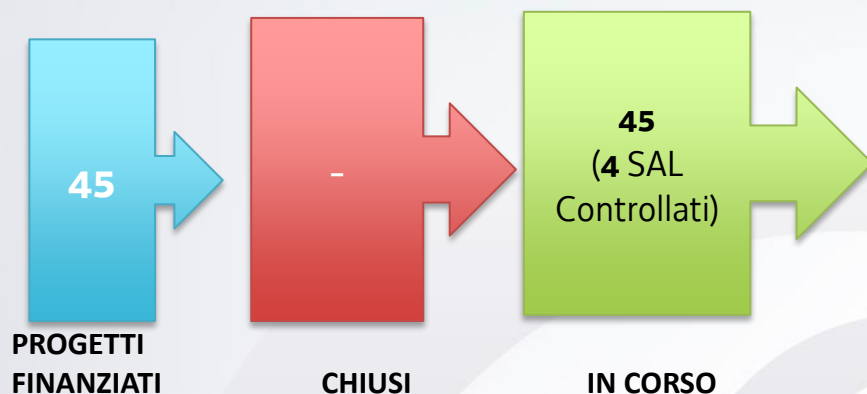 45
–
45
(4 SAL
Controllati)
PROGETTI
FINANZIATI
CHIUSI
IN CORSO